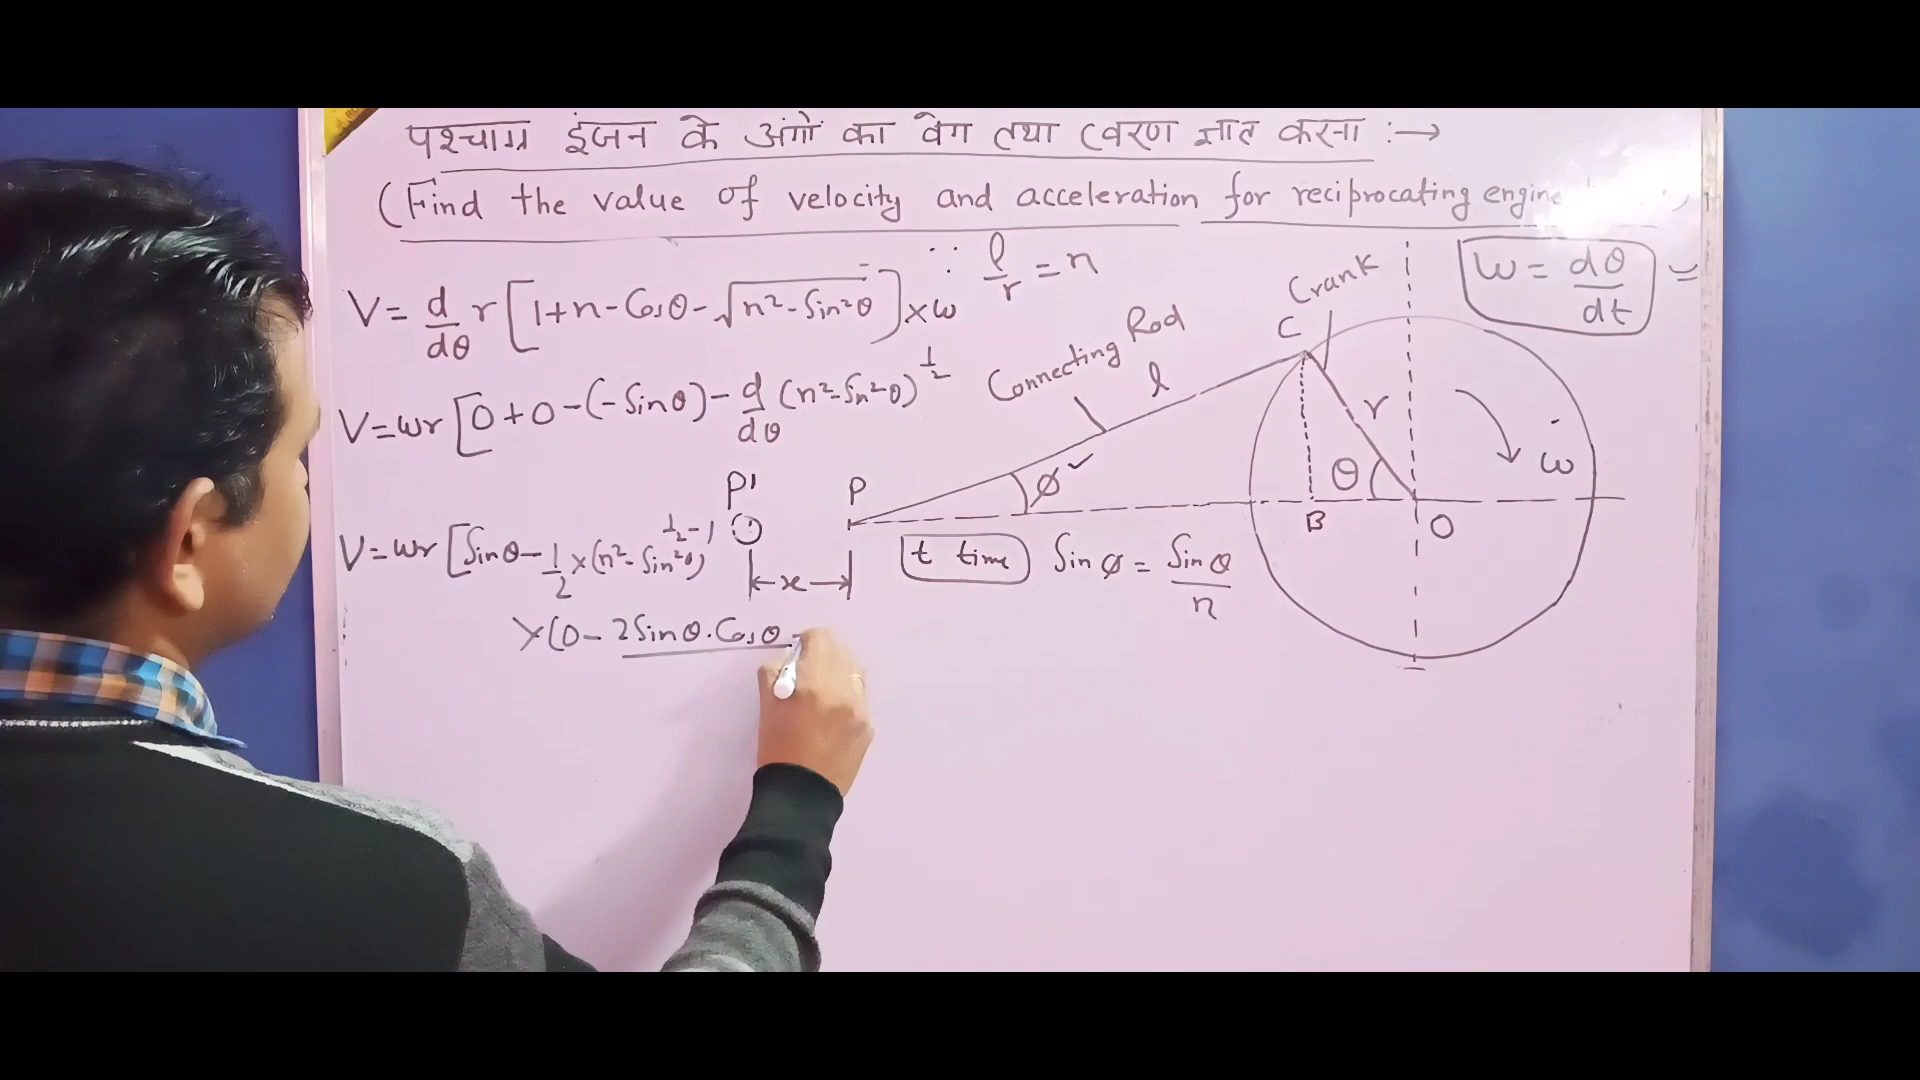 पश्चाग्र इंजन के अंगों का वेग तथा त्वरण ज्ञात करना :→
(Find the value of velocity and acceleration for reciprocating engine
V = d/dθ r [1+n-Cosθ-√(n²-Sin²θ)] ×ω ∵ l/r = n
ω = dθ/dt
V=ωr [0+0-(-Sinθ)- d/dθ (n²-Sin²θ)^1/2
V=ωr [Sinθ- 1/2 ×(n²-Sin²θ)^1/2-1
×(0- 2Sinθ.Cosθ
Crank
C
Connecting Rod
l
r
θ
ω
P'
P
φ
B
O
x
t time
Sinφ = Sinθ/n